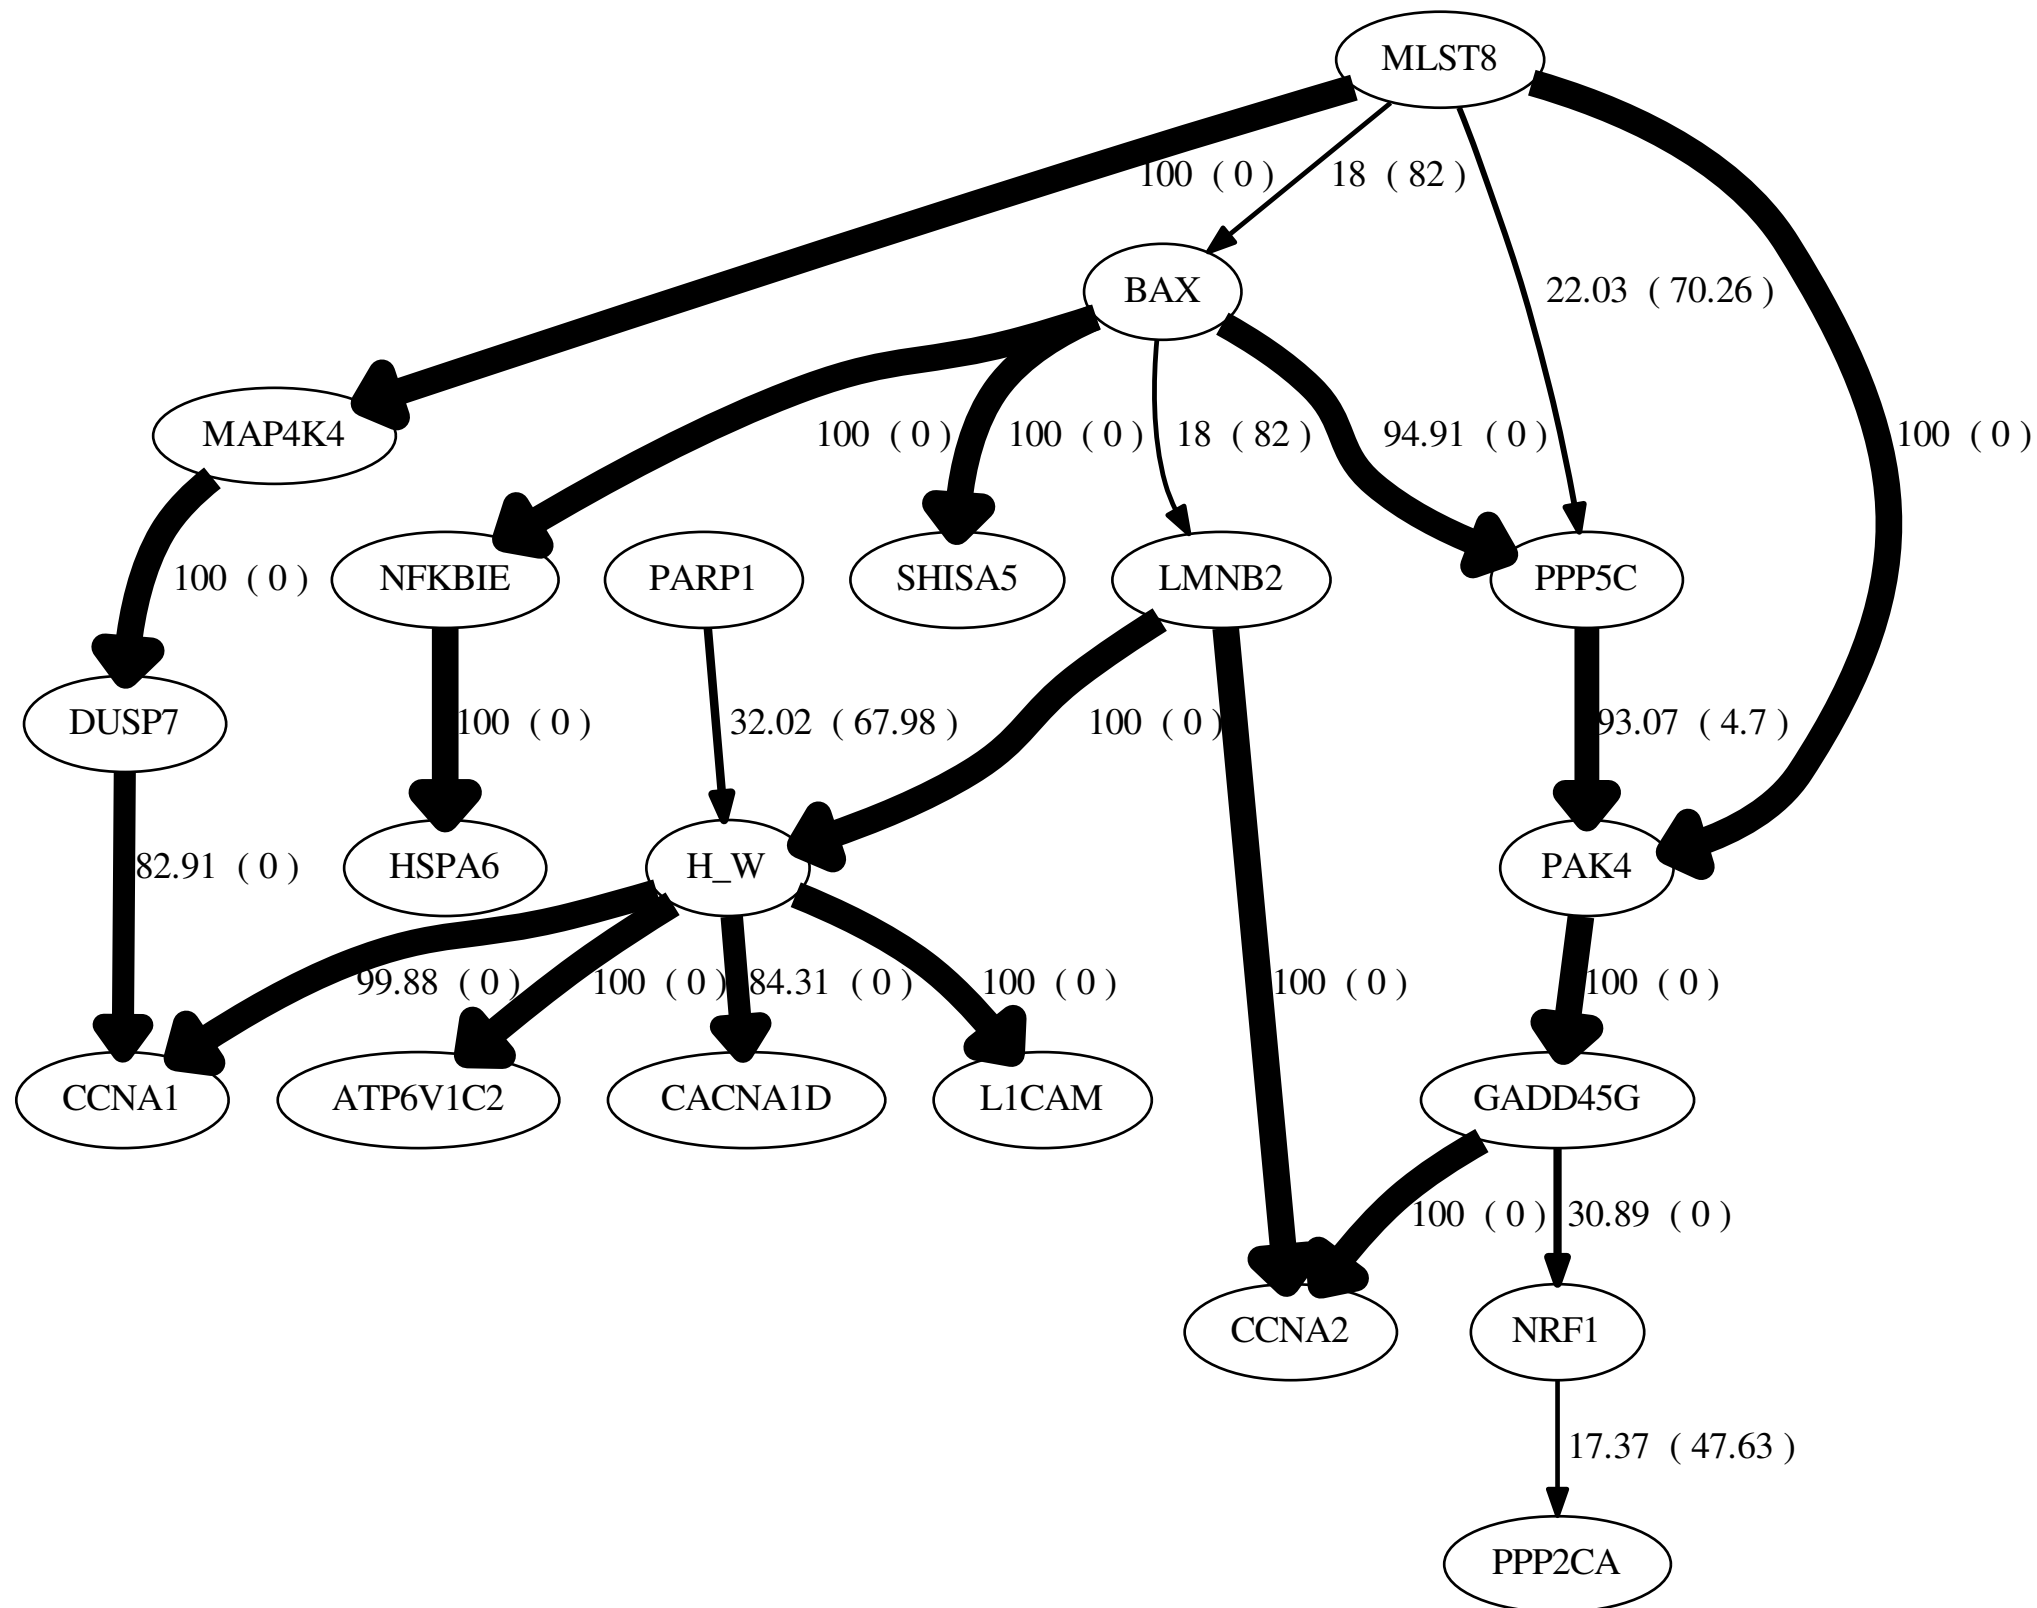 MLST8
100 ( 0 ) 18 ( 82 )
BAX
22.03 ( 70.26 )
MAP4K4
100 ( 0 ) 100 ( 0 ) 18 ( 82 ) 94.91 ( 0 ) 100 ( 0 )
100 ( 0 ) NFKBIE PARP1 SHISA5 LMNB2 PPP5C
DUSP7 100 ( 0 ) 32.02 ( 67.98 ) 100 ( 0 ) 93.07 ( 4.7 )
82.91 ( 0 ) HSPA6 H_W PAK4
99.88 ( 0 ) 100 ( 0 ) 84.31 ( 0 ) 100 ( 0 ) 100 ( 0 ) 100 ( 0 )
CCNA1 ATP6V1C2 CACNA1D L1CAM GADD45G
100 ( 0 ) 30.89 ( 0 )
CCNA2 NRF1
17.37 ( 47.63 )
PPP2CA